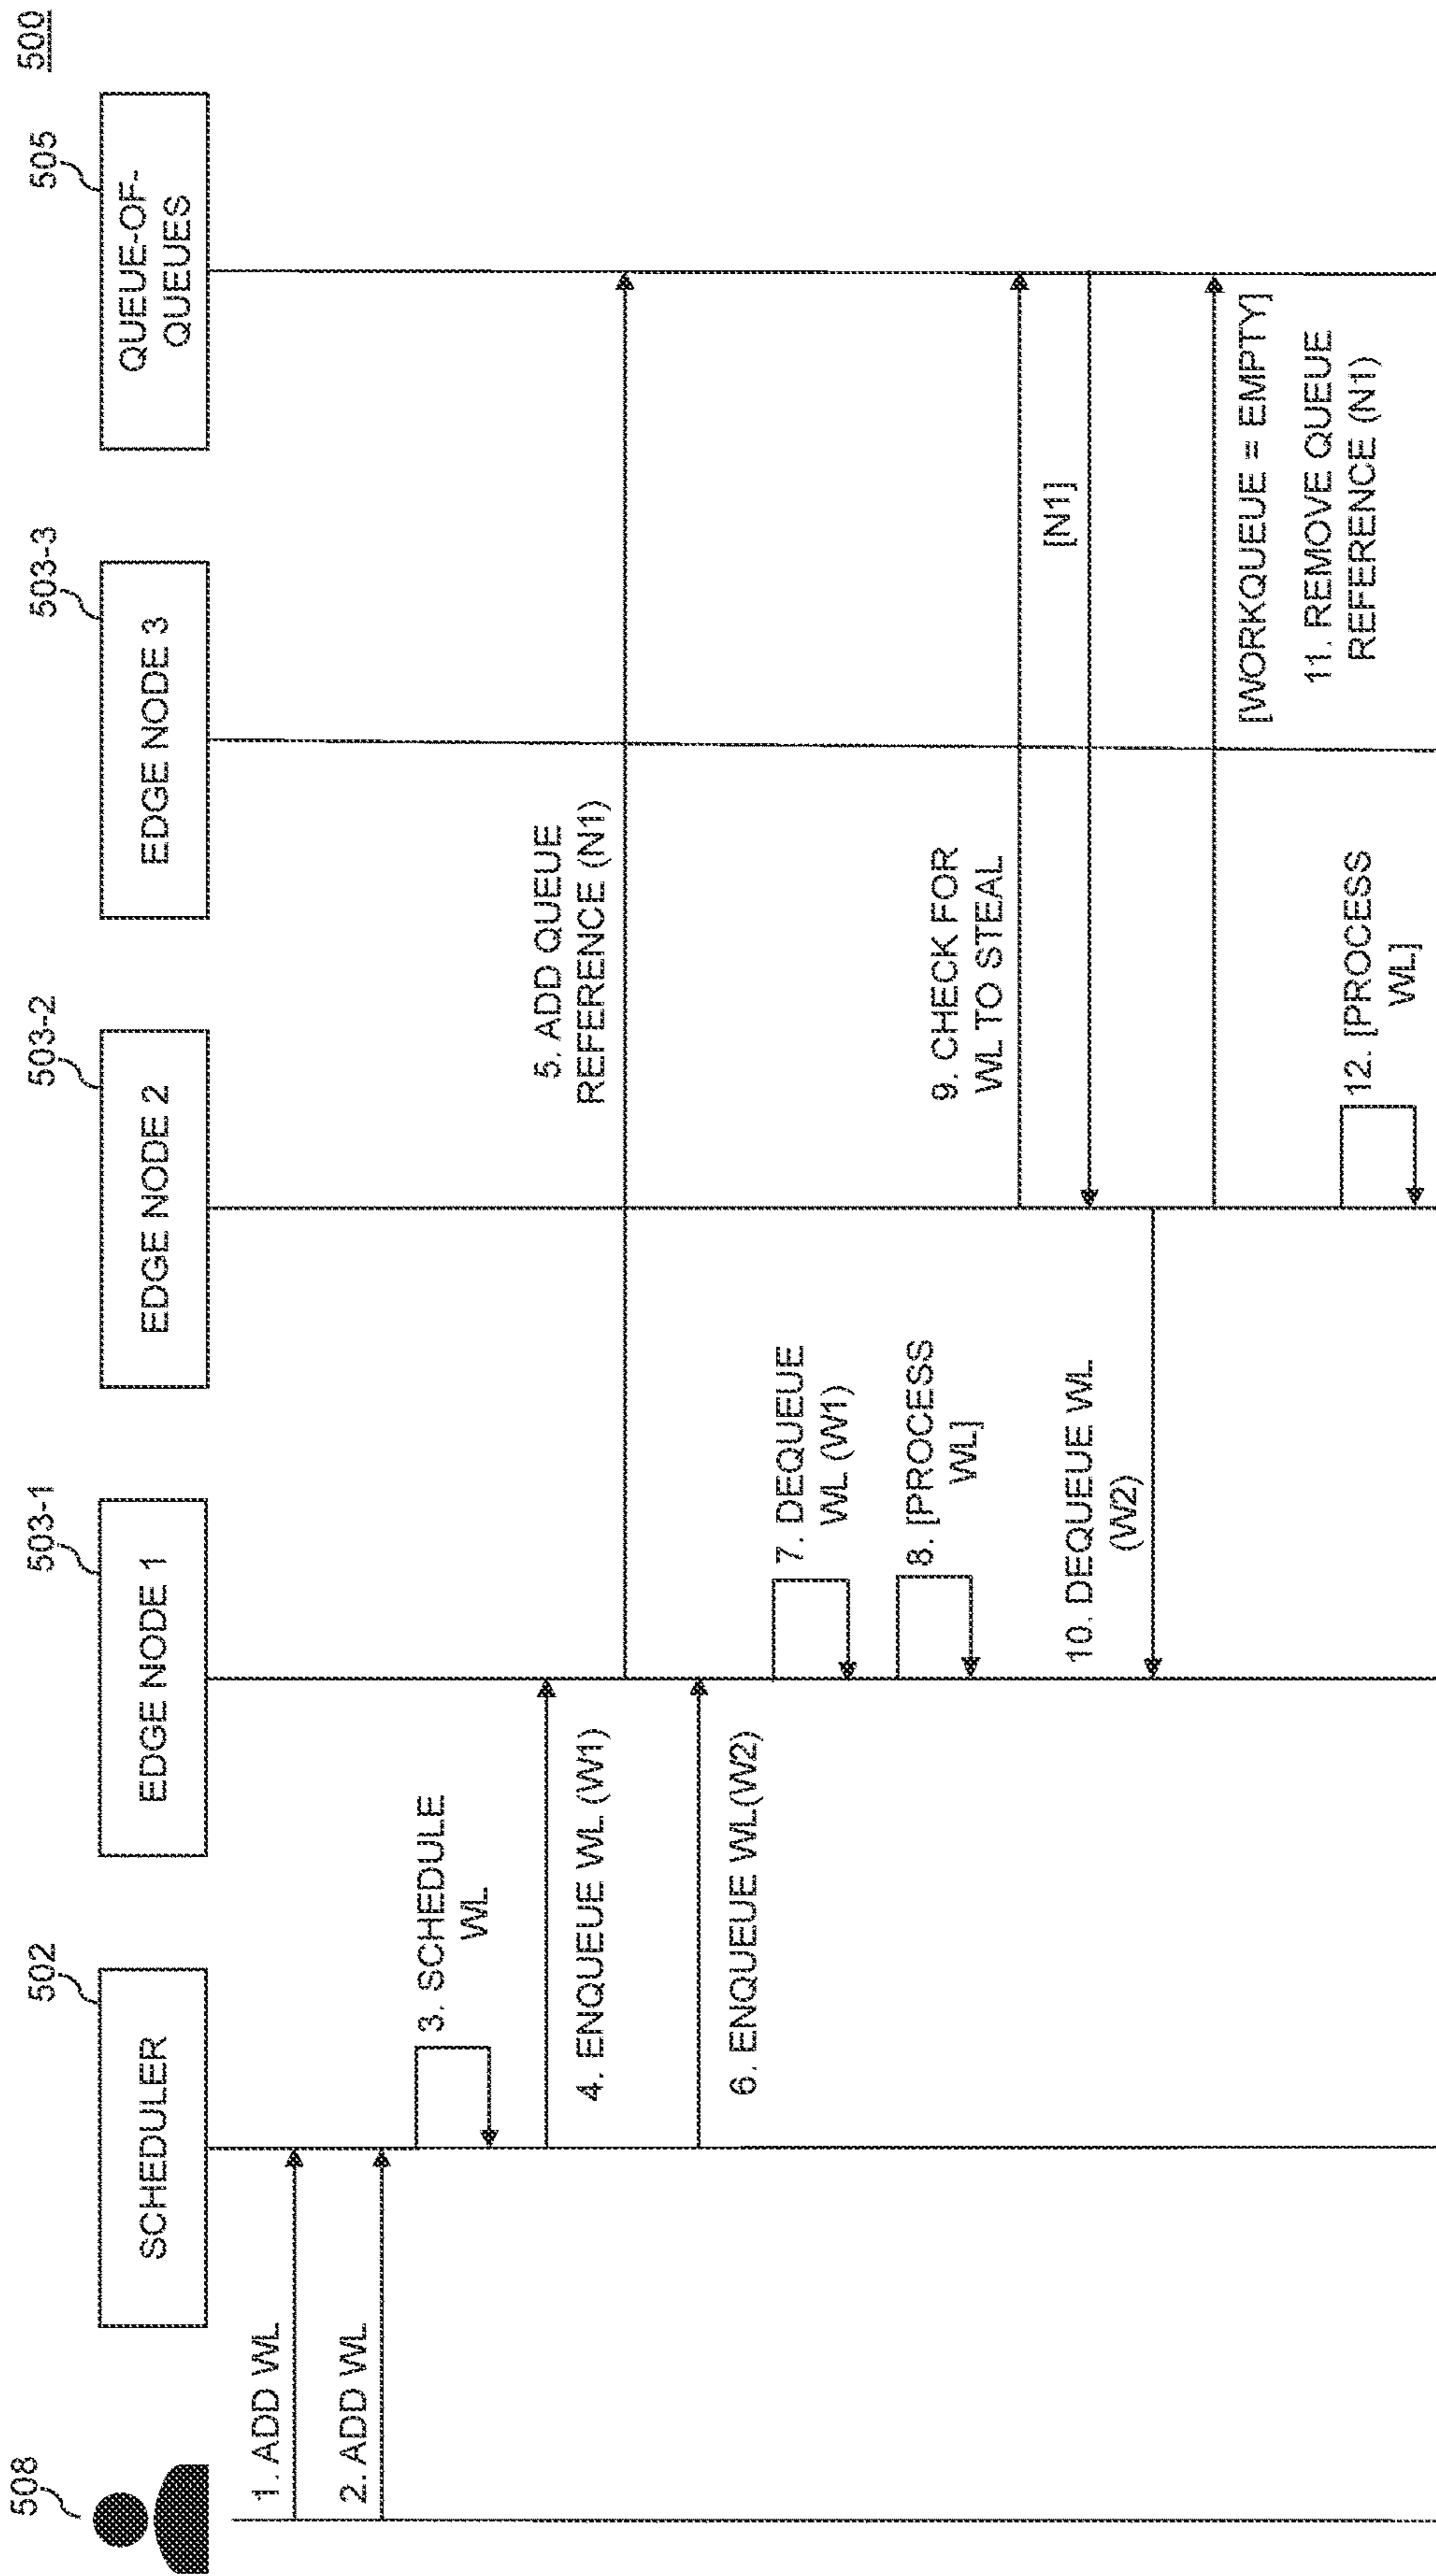 500
508
502
503-1
503-2
503-3
505
SCHEDULER
EDGE NODE 1
EDGE NODE 2
EDGE NODE 3
QUEUE-OF-
QUEUES
1. ADD WL
2. ADD WL
3. SCHEDULE
WL
4. ENQUEUE WL (W1)
5. ADD QUEUE
REFERENCE (N1)
6. ENQUEUE WL(W2)
7. DEQUEUE
WL (W1)
8. [PROCESS
WL]
9. CHECK FOR
WL TO STEAL
[N1]
10. DEQUEUE WL
(W2)
[WORKQUEUE = EMPTY]
11. REMOVE QUEUE
REFERENCE (N1)
12. [PROCESS
WL]